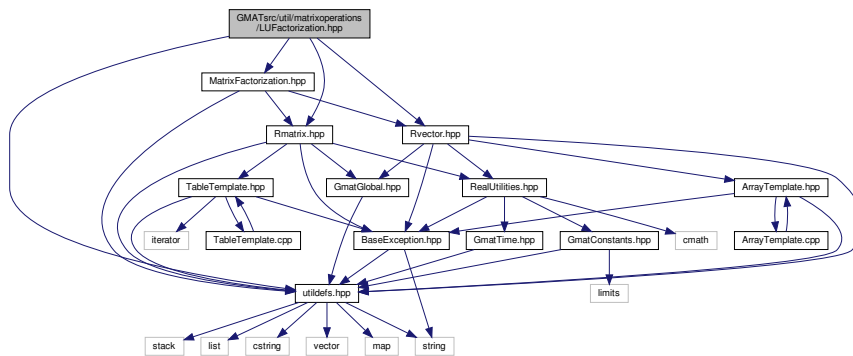 GMATsrc/util/matrixoperations
/LUFactorization.hpp
MatrixFactorization.hpp
Rmatrix.hpp
Rvector.hpp
TableTemplate.hpp
GmatGlobal.hpp
RealUtilities.hpp
ArrayTemplate.hpp
iterator
TableTemplate.cpp
BaseException.hpp
GmatTime.hpp
GmatConstants.hpp
cmath
ArrayTemplate.cpp
utildefs.hpp
limits
stack
list
cstring
vector
map
string